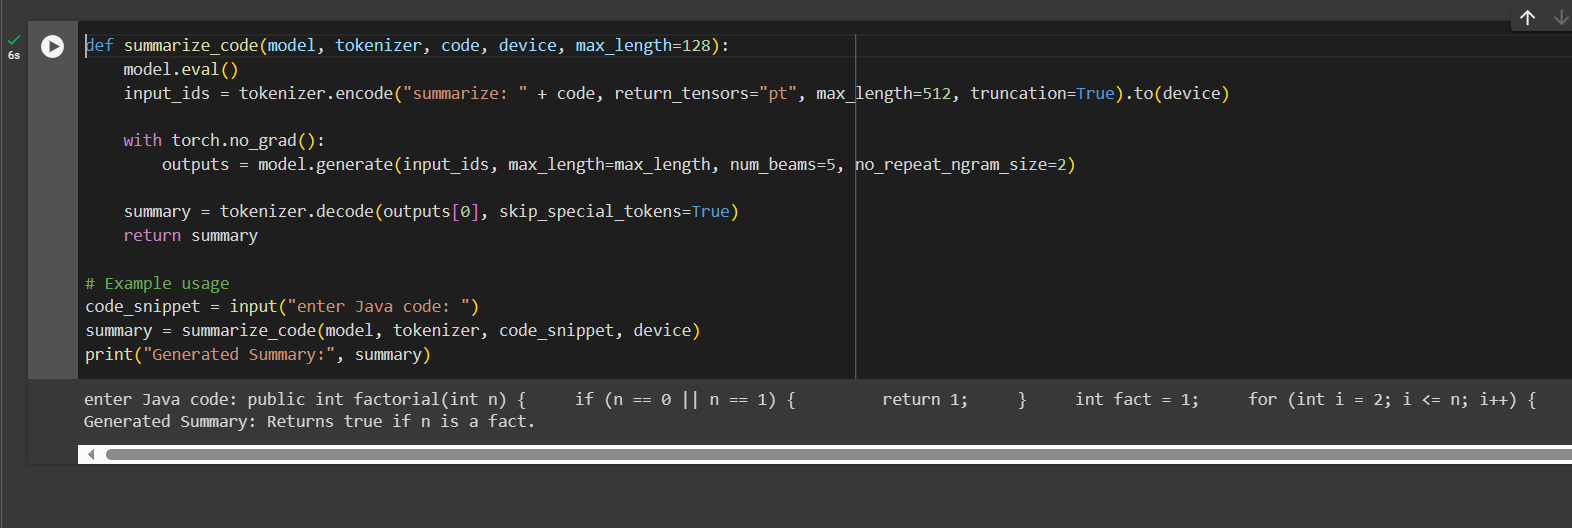 6s
def summarize_code(model, tokenizer, code, device, max_length=128):
    model.eval()
    input_ids = tokenizer.encode("summarize: " + code, return_tensors="pt", max_length=512, truncation=True).to(device)
    with torch.no_grad():
        outputs = model.generate(input_ids, max_length=max_length, num_beams=5, no_repeat_ngram_size=2)
    summary = tokenizer.decode(outputs[0], skip_special_tokens=True)
    return summary
# Example usage
code_snippet = input("enter Java code: ")
summary = summarize_code(model, tokenizer, code_snippet, device)
print("Generated Summary:", summary)
enter Java code: public int factorial(int n) {     if (n == 0 || n == 1) {         return 1;     }     int fact = 1;     for (int i = 2; i <= n; i++) {
Generated Summary: Returns true if n is a fact.